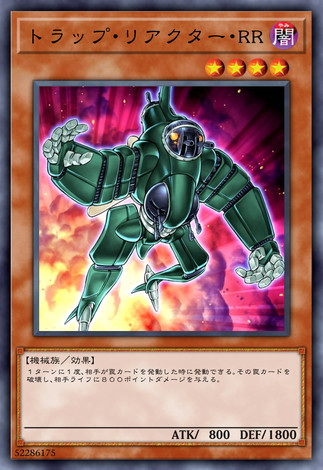 トラップ・リアクター・RR
やみ
闇
【機械族／効果】
１ターンに１度、相手が罠カードを発動した時に発動できる。その罠カードを
破壊し、相手ライフに８００ポイントダメージを与える。
ATK/ 800 DEF/1800
52286175